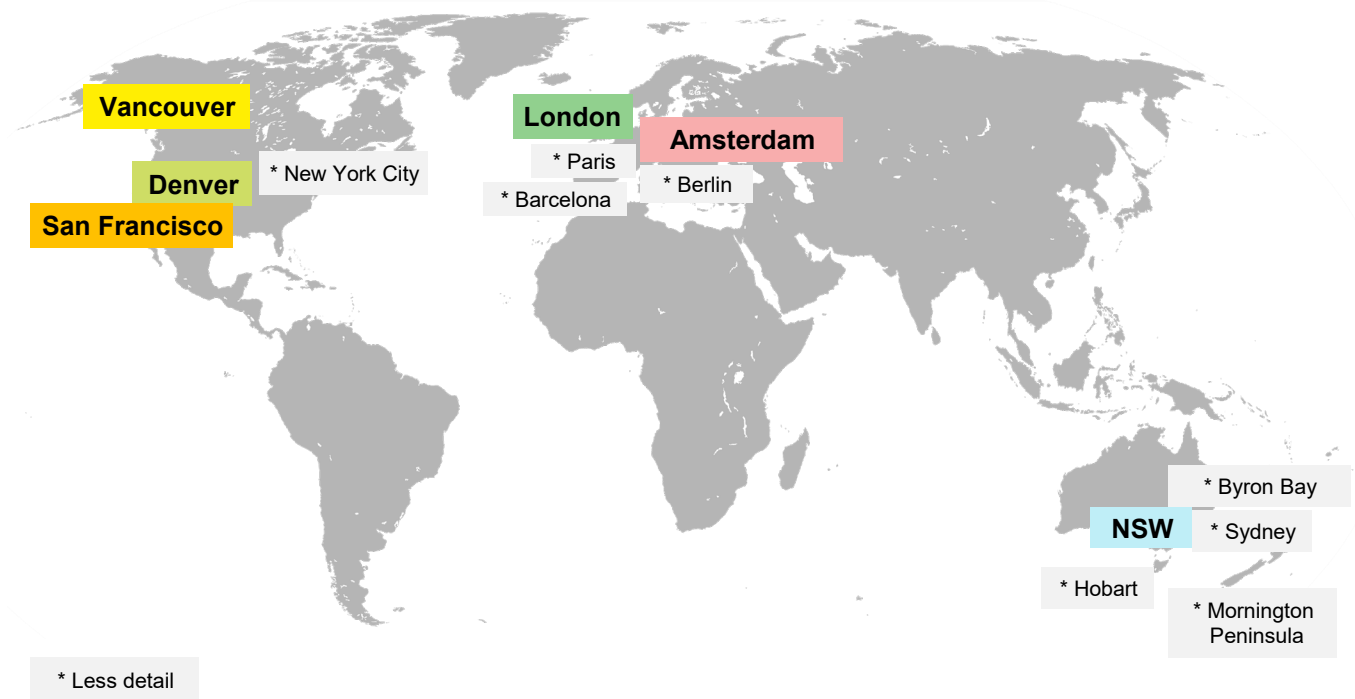 Vancouver
London
Amsterdam
* Paris
* New York City
Denver
* Berlin
* Barcelona
San Francisco
* Byron Bay
NSW
* Sydney
* Hobart
* Mornington
Peninsula
* Less detail